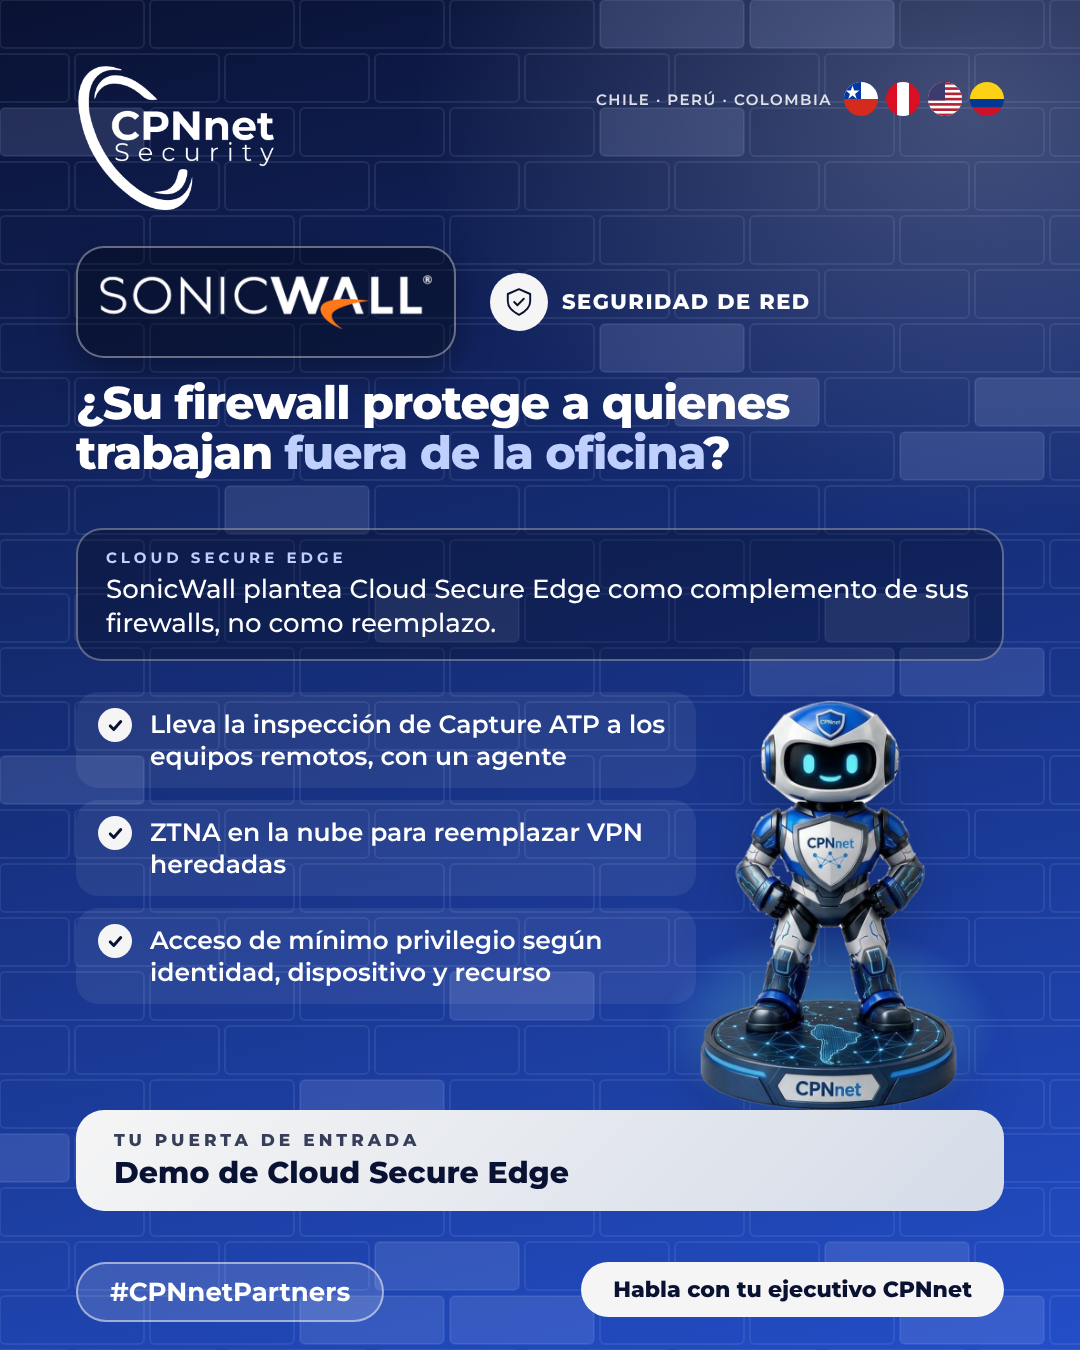 CPNnet
Security
CHILE · PERÚ · COLOMBIA
SONICWALL®
SEGURIDAD DE RED
¿Su firewall protege a quienes
trabajan fuera de la oficina?
CLOUD SECURE EDGE
SonicWall plantea Cloud Secure Edge como complemento de sus
firewalls, no como reemplazo.
Lleva la inspección de Capture ATP a los
equipos remotos, con un agente
ZTNA en la nube para reemplazar VPN
heredadas
Acceso de mínimo privilegio según
identidad, dispositivo y recurso
CPNnet
CPNnet
CPNnet
TU PUERTA DE ENTRADA
Demo de Cloud Secure Edge
#CPNnetPartners
Habla con tu ejecutivo CPNnet